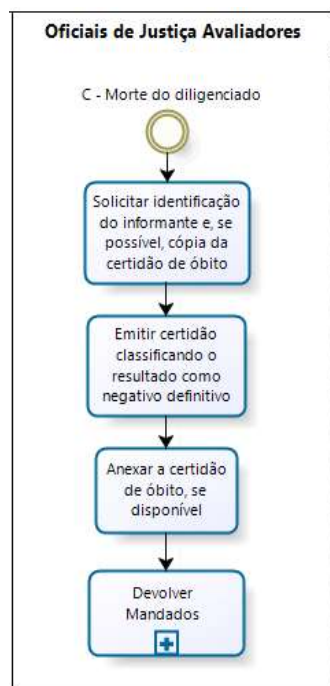 Oficiais de Justiça Avaliadores
C - Morte do diligenciado
Solicitar identificação
do informante e, se
possível, cópia da
certidão de óbito
Emitir certidão
classificando o
resultado como
negativo definitivo
Anexar a certidão
de óbito, se
disponível
Devolver
Mandados